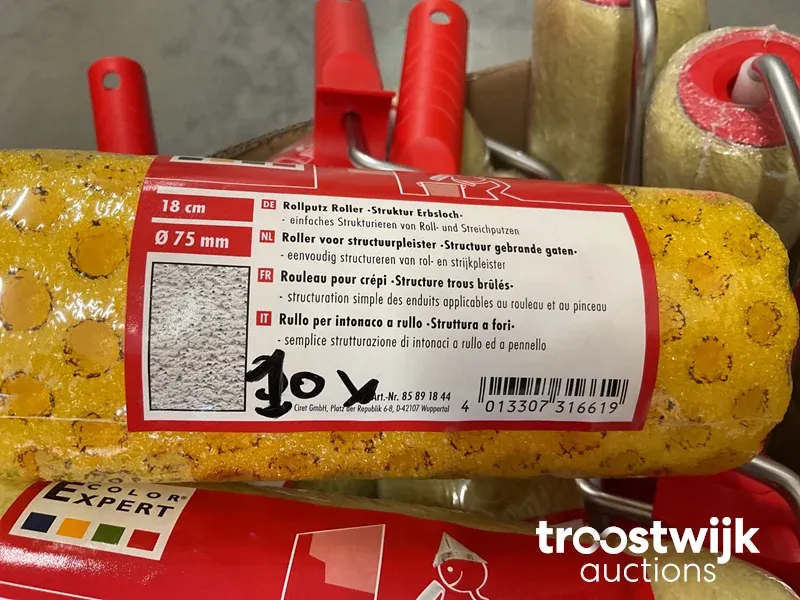 18 cm
Ø 75 mm
DE Rollputz Roller -Struktur Erbsloch-
- einfaches Strukturieren von Roll- und Streichputzen
NL Roller voor structuurpleister -Structuur gebrande gaten-
- eenvoudig structureren van rol- en strijkpleister
FR Rouleau pour crépi -Structure trous brûlés-
- structuration simple des enduits applicables au rouleau et au pinceau
IT Rullo per intonaco a rullo -Struttura a fori-
- semplice strutturazione di intonaci a rullo ed a pennello
10 x
Art.-Nr. 85 89 18 44
Ciret GmbH, Platz der Republik 6-8, D-42107 Wuppertal
4 013307 316619
COLOR®
EXPERT
troostwijk
auctions